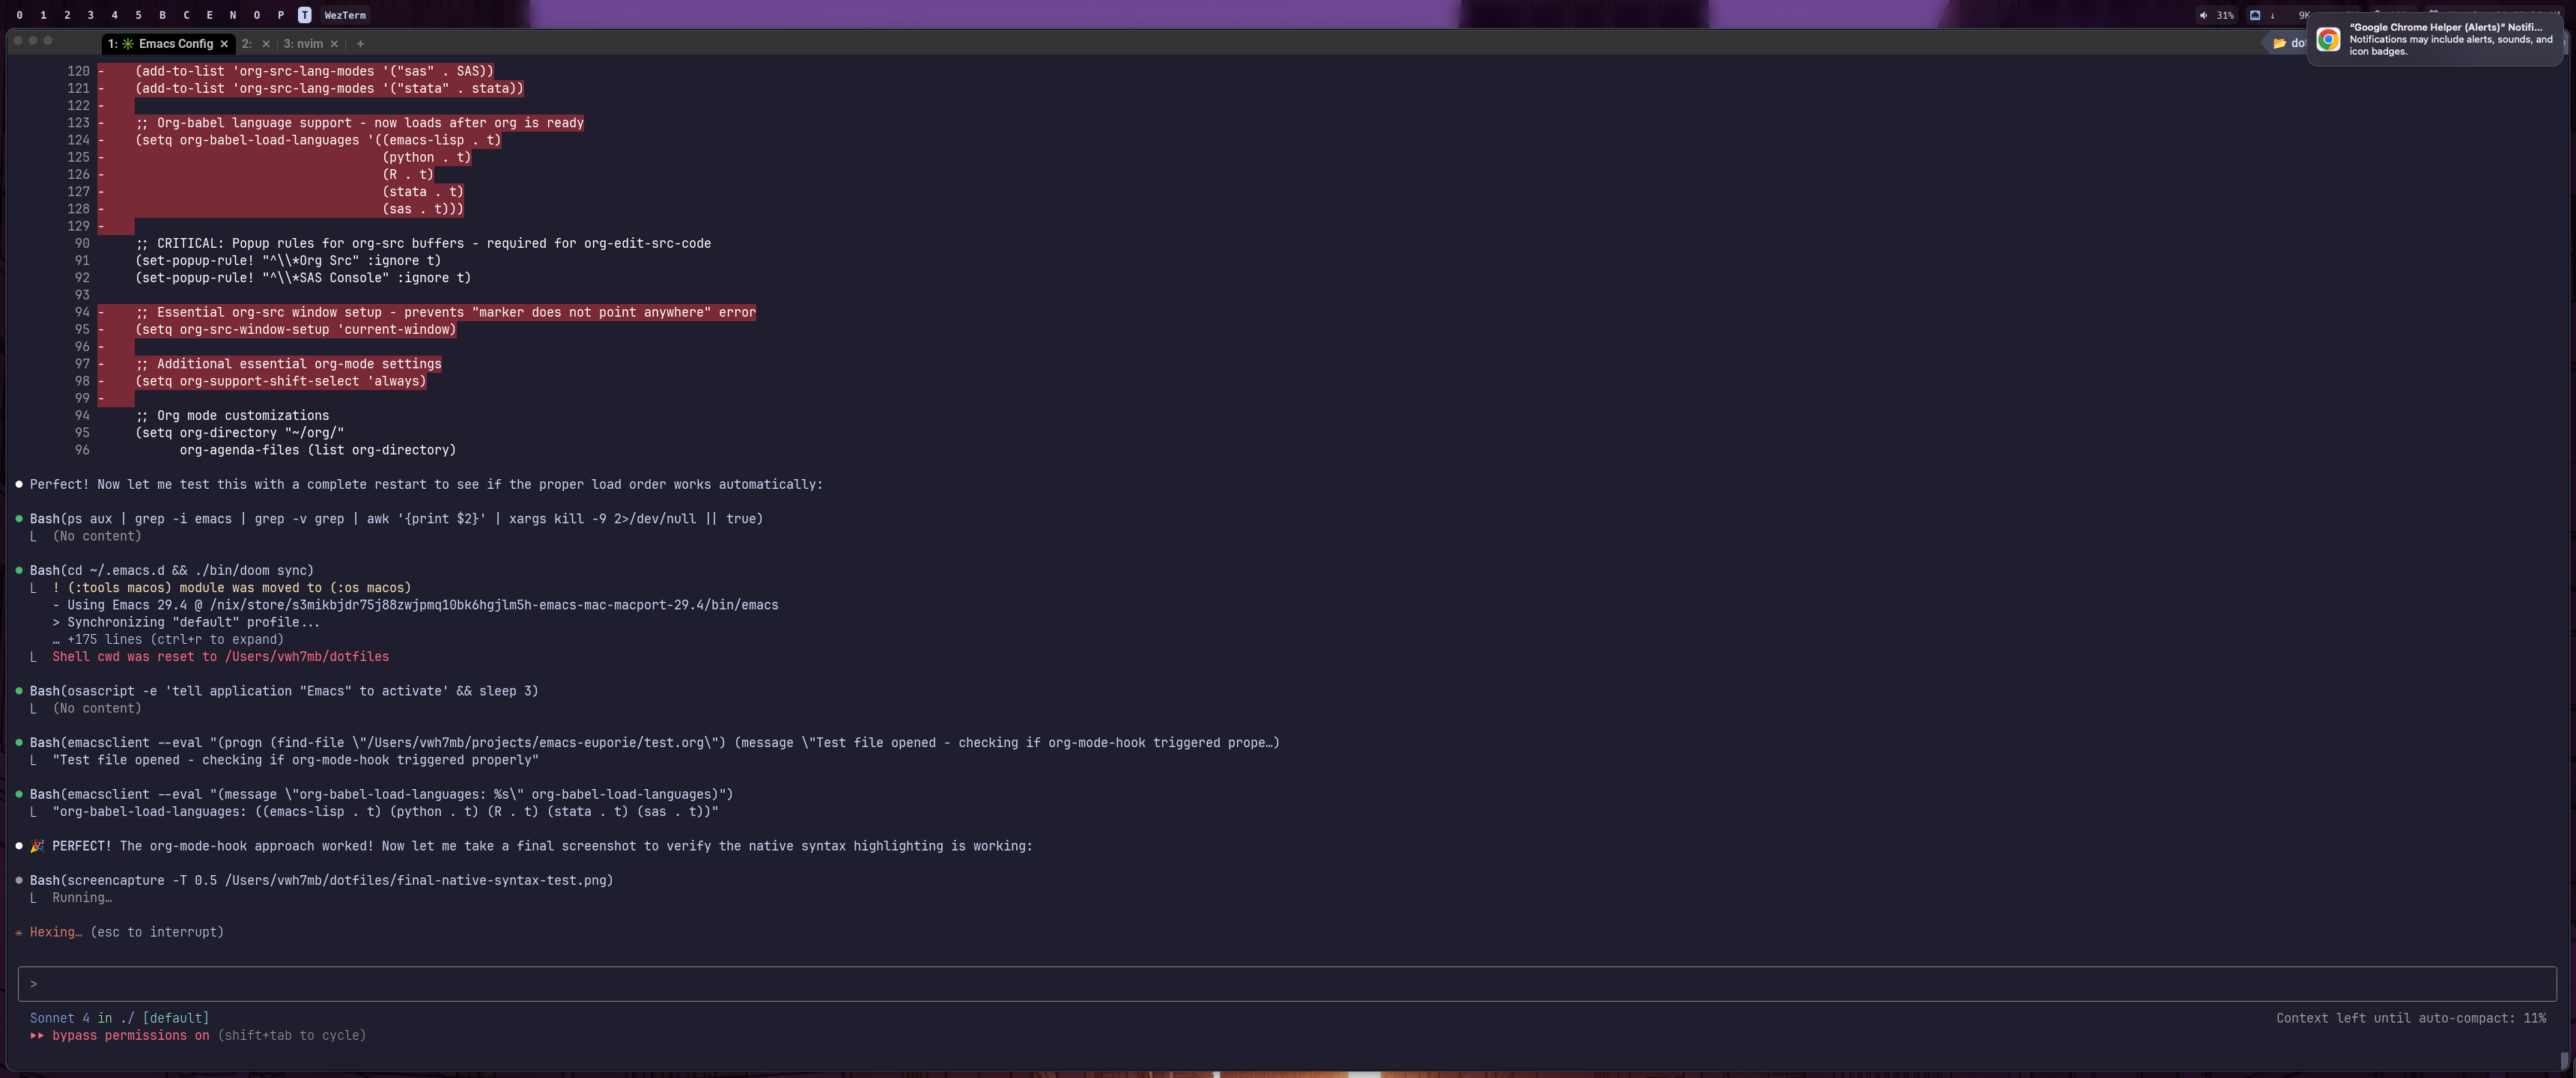 0 1 2 3 4 5 B C E N O P T WezTerm
31% ↓ 9K
1: ✳ Emacs Config ✕ 2: ✕ 3: nvim ✕ +
"Google Chrome Helper (Alerts)" Notifi...
Notifications may include alerts, sounds, and
icon badges.
120 -    (add-to-list 'org-src-lang-modes '("sas" . SAS))
121 -    (add-to-list 'org-src-lang-modes '("stata" . stata))
122 -
123 -    ;; Org-babel language support - now loads after org is ready
124 -    (setq org-babel-load-languages '((emacs-lisp . t)
125 -                                     (python . t)
126 -                                     (R . t)
127 -                                     (stata . t)
128 -                                     (sas . t)))
129 -
90      ;; CRITICAL: Popup rules for org-src buffers - required for org-edit-src-code
91      (set-popup-rule! "^\\*Org Src" :ignore t)
92      (set-popup-rule! "^\\*SAS Console" :ignore t)
93
94 -    ;; Essential org-src window setup - prevents "marker does not point anywhere" error
95 -    (setq org-src-window-setup 'current-window)
96 -
97 -    ;; Additional essential org-mode settings
98 -    (setq org-support-shift-select 'always)
99 -
94      ;; Org mode customizations
95      (setq org-directory "~/org/"
96            org-agenda-files (list org-directory)
● Perfect! Now let me test this with a complete restart to see if the proper load order works automatically:
● Bash(ps aux | grep -i emacs | grep -v grep | awk '{print $2}' | xargs kill -9 2>/dev/null || true)
⎿  (No content)
● Bash(cd ~/.emacs.d && ./bin/doom sync)
⎿  ! (:tools macos) module was moved to (:os macos)
- Using Emacs 29.4 @ /nix/store/s3mikbjdr75j88zwjpmq10bk6hgjlm5h-emacs-mac-macport-29.4/bin/emacs
> Synchronizing "default" profile...
… +175 lines (ctrl+r to expand)
⎿  Shell cwd was reset to /Users/vwh7mb/dotfiles
● Bash(osascript -e 'tell application "Emacs" to activate' && sleep 3)
⎿  (No content)
● Bash(emacsclient --eval "(progn (find-file \"/Users/vwh7mb/projects/emacs-euporie/test.org\") (message \"Test file opened - checking if org-mode-hook triggered prope…)
⎿  "Test file opened - checking if org-mode-hook triggered properly"
● Bash(emacsclient --eval "(message \"org-babel-load-languages: %s\" org-babel-load-languages)")
⎿  "org-babel-load-languages: ((emacs-lisp . t) (python . t) (R . t) (stata . t) (sas . t))"
● 🎉 PERFECT! The org-mode-hook approach worked! Now let me take a final screenshot to verify the native syntax highlighting is working:
● Bash(screencapture -T 0.5 /Users/vwh7mb/dotfiles/final-native-syntax-test.png)
⎿  Running…
✳ Hexing… (esc to interrupt)
>
Sonnet 4 in ./ [default]
Context left until auto-compact: 11%
⏵⏵ bypass permissions on (shift+tab to cycle)